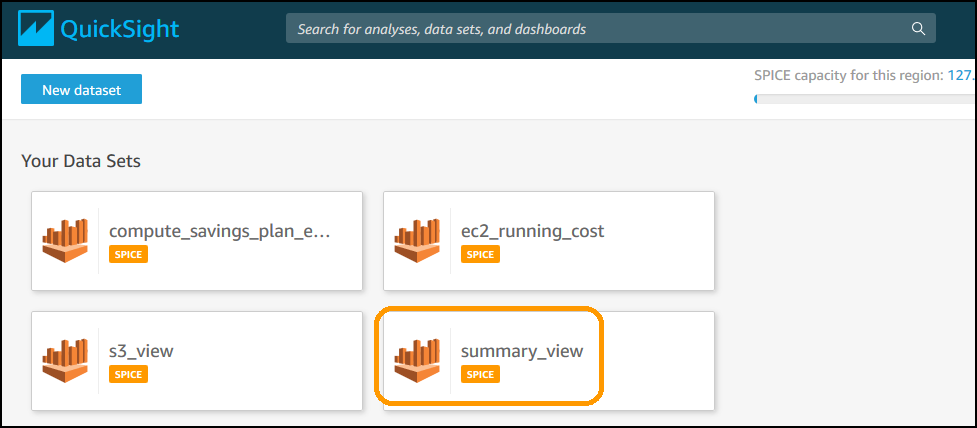 QuickSight
Search for analyses, data sets, and dashboards
New dataset
SPICE capacity for this region: 127.
Your Data Sets
compute_savings_plan_e...
SPICE
ec2_running_cost
SPICE
s3_view
SPICE
summary_view
SPICE